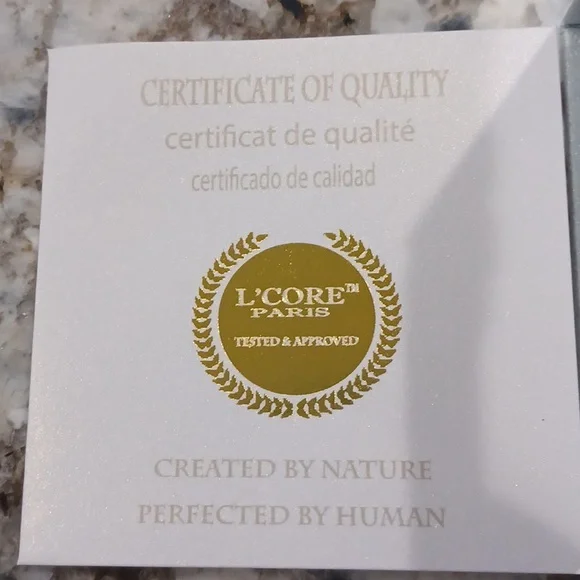 CERTIFICATE OF QUALITY
certificat de qualité
certificado de calidad
L'CORE™
PARIS
TESTED & APPROVED
CREATED BY NATURE
PERFECTED BY HUMAN